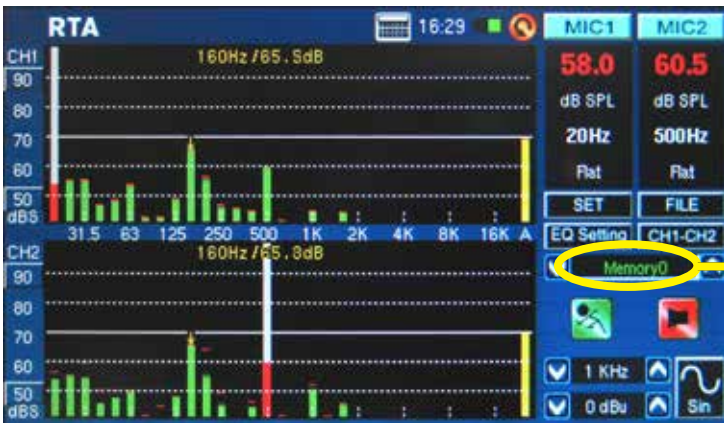 RTA 16:29 MIC1 MIC2
CH1 160Hz/65.8dB
90
80
70
60
50
dBS
31.5 63 125 250 500 1K 2K 4K 8K 16K A
58.0 60.5
dB SPL dB SPL
20Hz 500Hz
Flat Flat
SET FILE
EQ Setting CH1-CH2
Memory0
CH2 160Hz/65.8dB
90
80
70
60
50
dBS
1 KHz
0 dBu
Sin